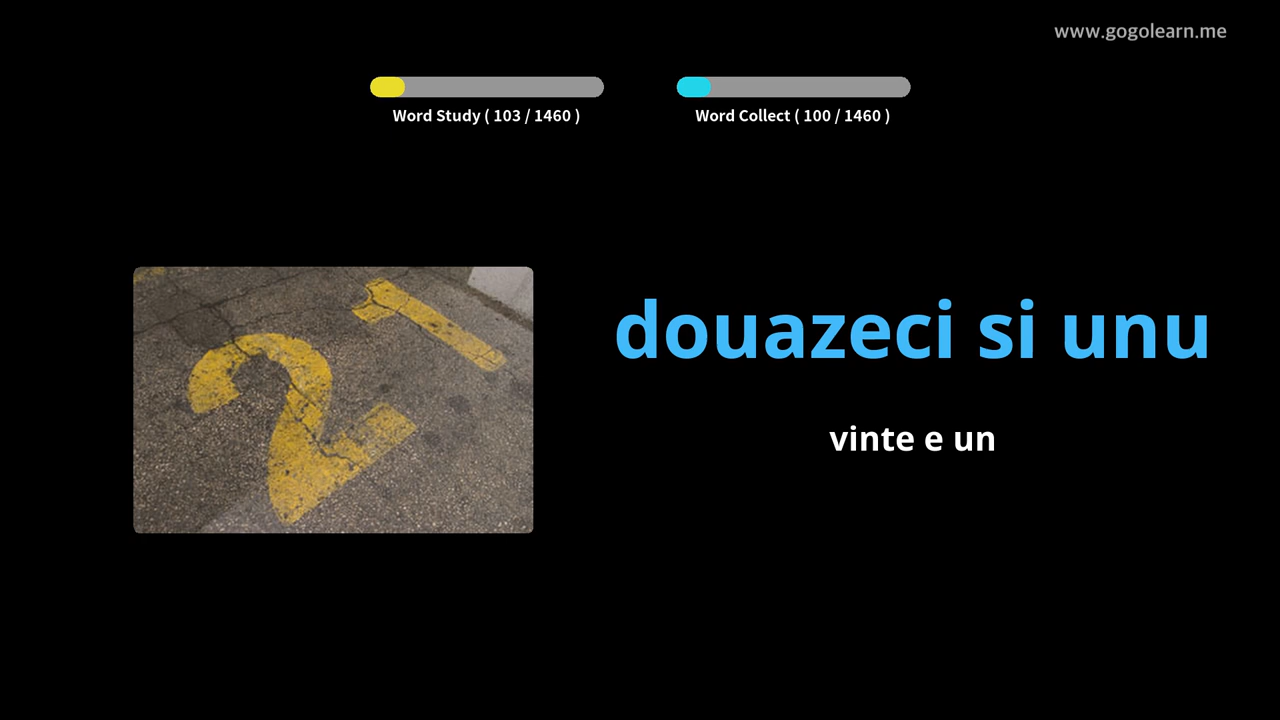 www.gogolearn.me
Word Study ( 103 / 1460 )
Word Collect ( 100 / 1460 )
21
douazeci si unu
vinte e un